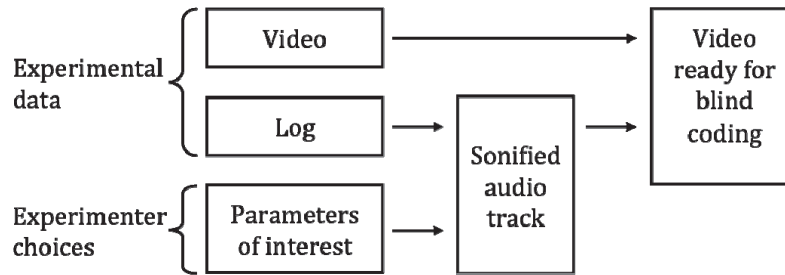 Experimental
data
Video
Log
Experimenter
choices
Parameters
of interest
Sonified
audio
track
Video
ready for
blind
coding